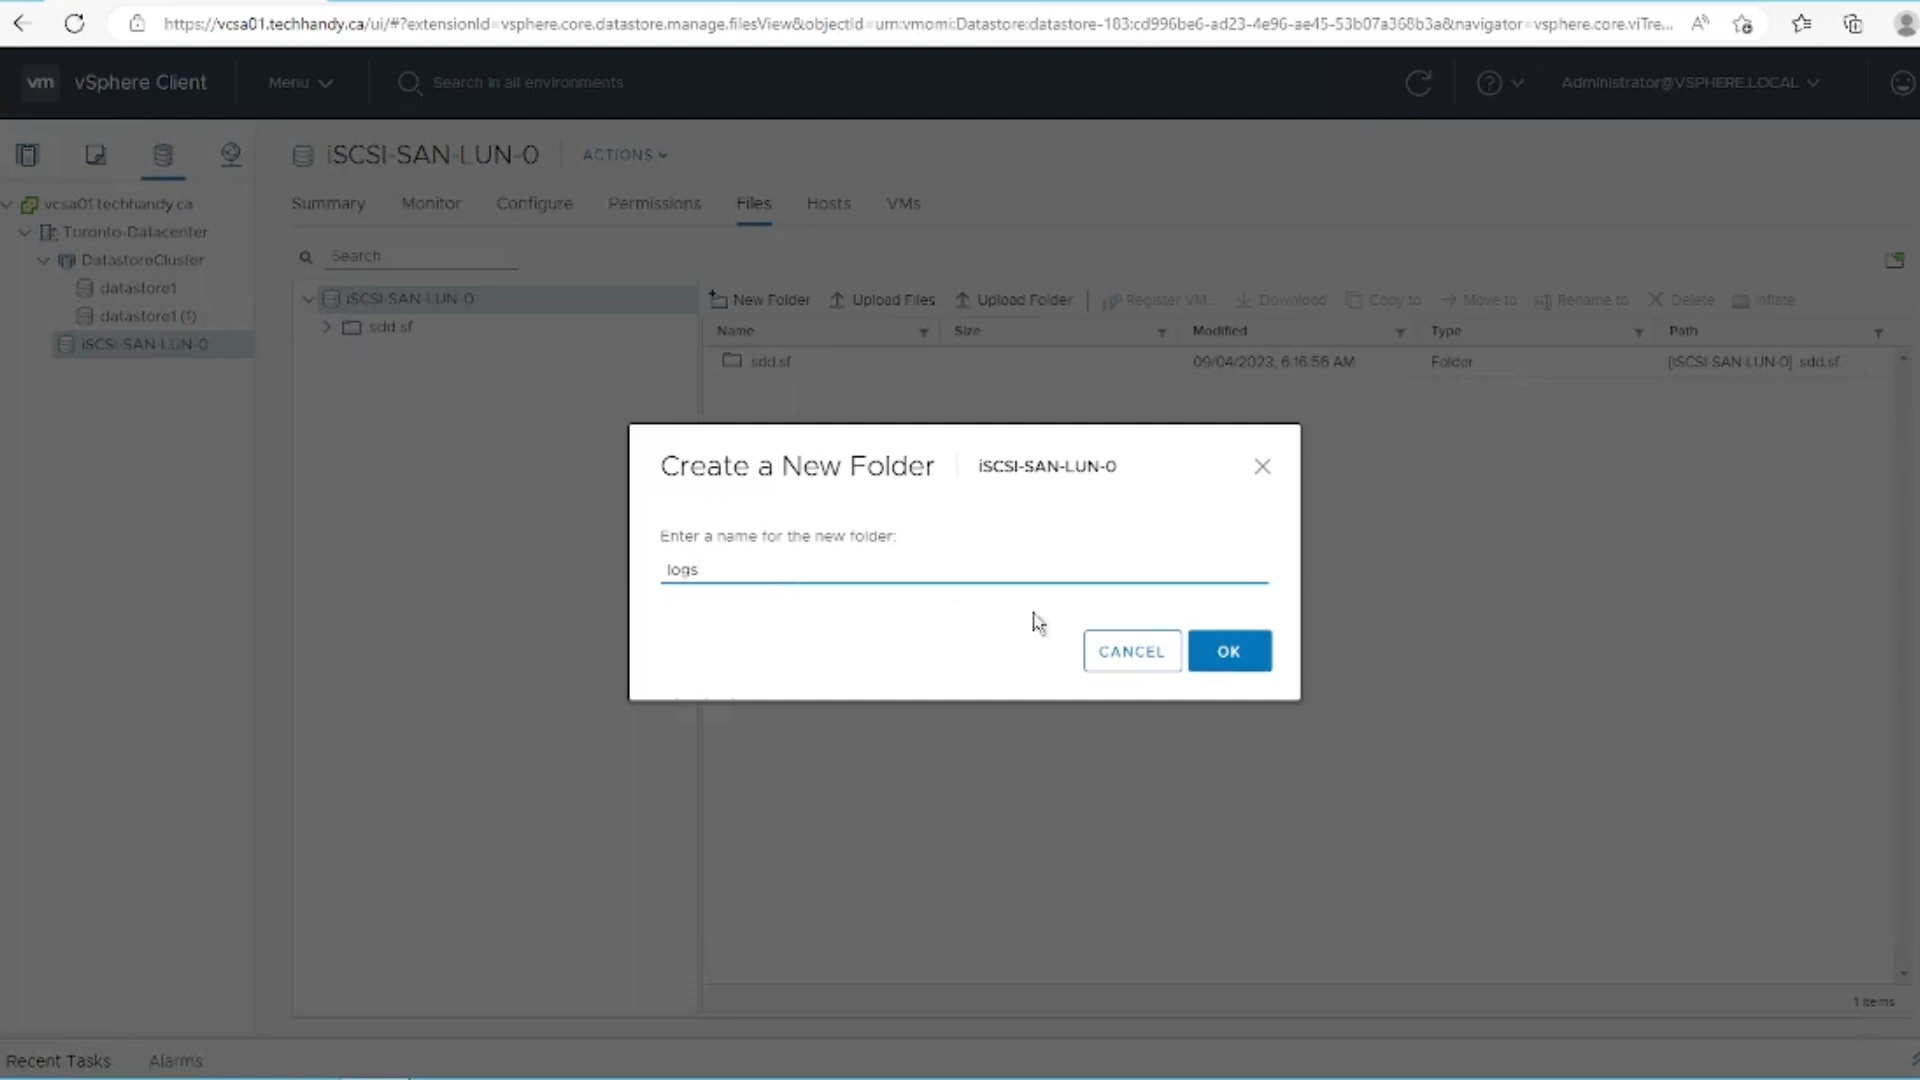 https://vcsa01.techhandy.ca/ui/#?extensionId=vsphere.core.datastore.manage.filesView&objectId=urn:vmomi:Datastore:datastore-183:cd996be6-ad23-4e96-ae45-53b07a368b3a&navigator=vsphere.core.viTre...
vm vSphere Client Menu Search in all environments Administrator@VSPHERE.LOCAL
iSCSI-SAN-LUN-0 ACTIONS
vcsa01.techhandy.ca
Summary Monitor Configure Permissions Files Hosts VMs
Toronto-Datacenter
DatastoreCluster
Search
datastore1
datastore1 (1)
iSCSI-SAN-LUN-0
iSCSI-SAN-LUN-0
.sdd.sf
New Folder Upload Files Upload Folder Register VM... Download Copy to Move to Rename to Delete Inflate
Name Size Modified Type Path
.sdd.sf 09/04/2023, 6:16:56 AM Folder [iSCSI-SAN-LUN-0] .sdd.sf
Create a New Folder iSCSI-SAN-LUN-0
Enter a name for the new folder:
logs
CANCEL OK
1 items
Recent Tasks Alarms